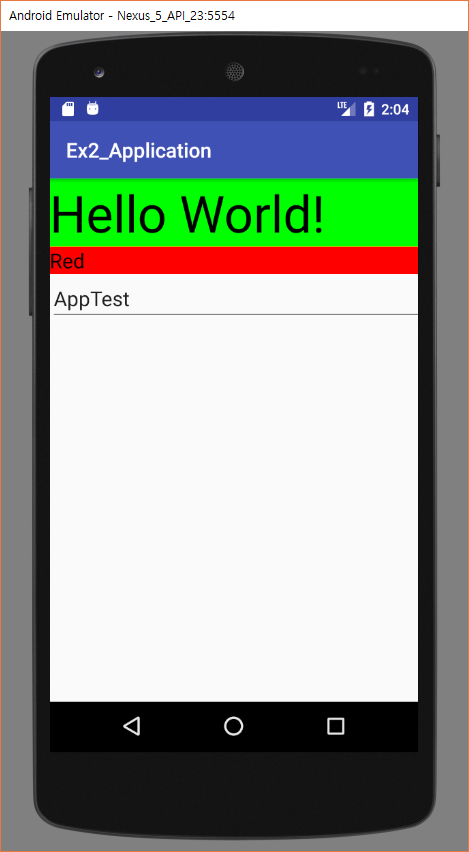 Android Emulator - Nexus_5_API_23:5554
LTE 2:04
Ex2_Application
Hello World!
Red
AppTest